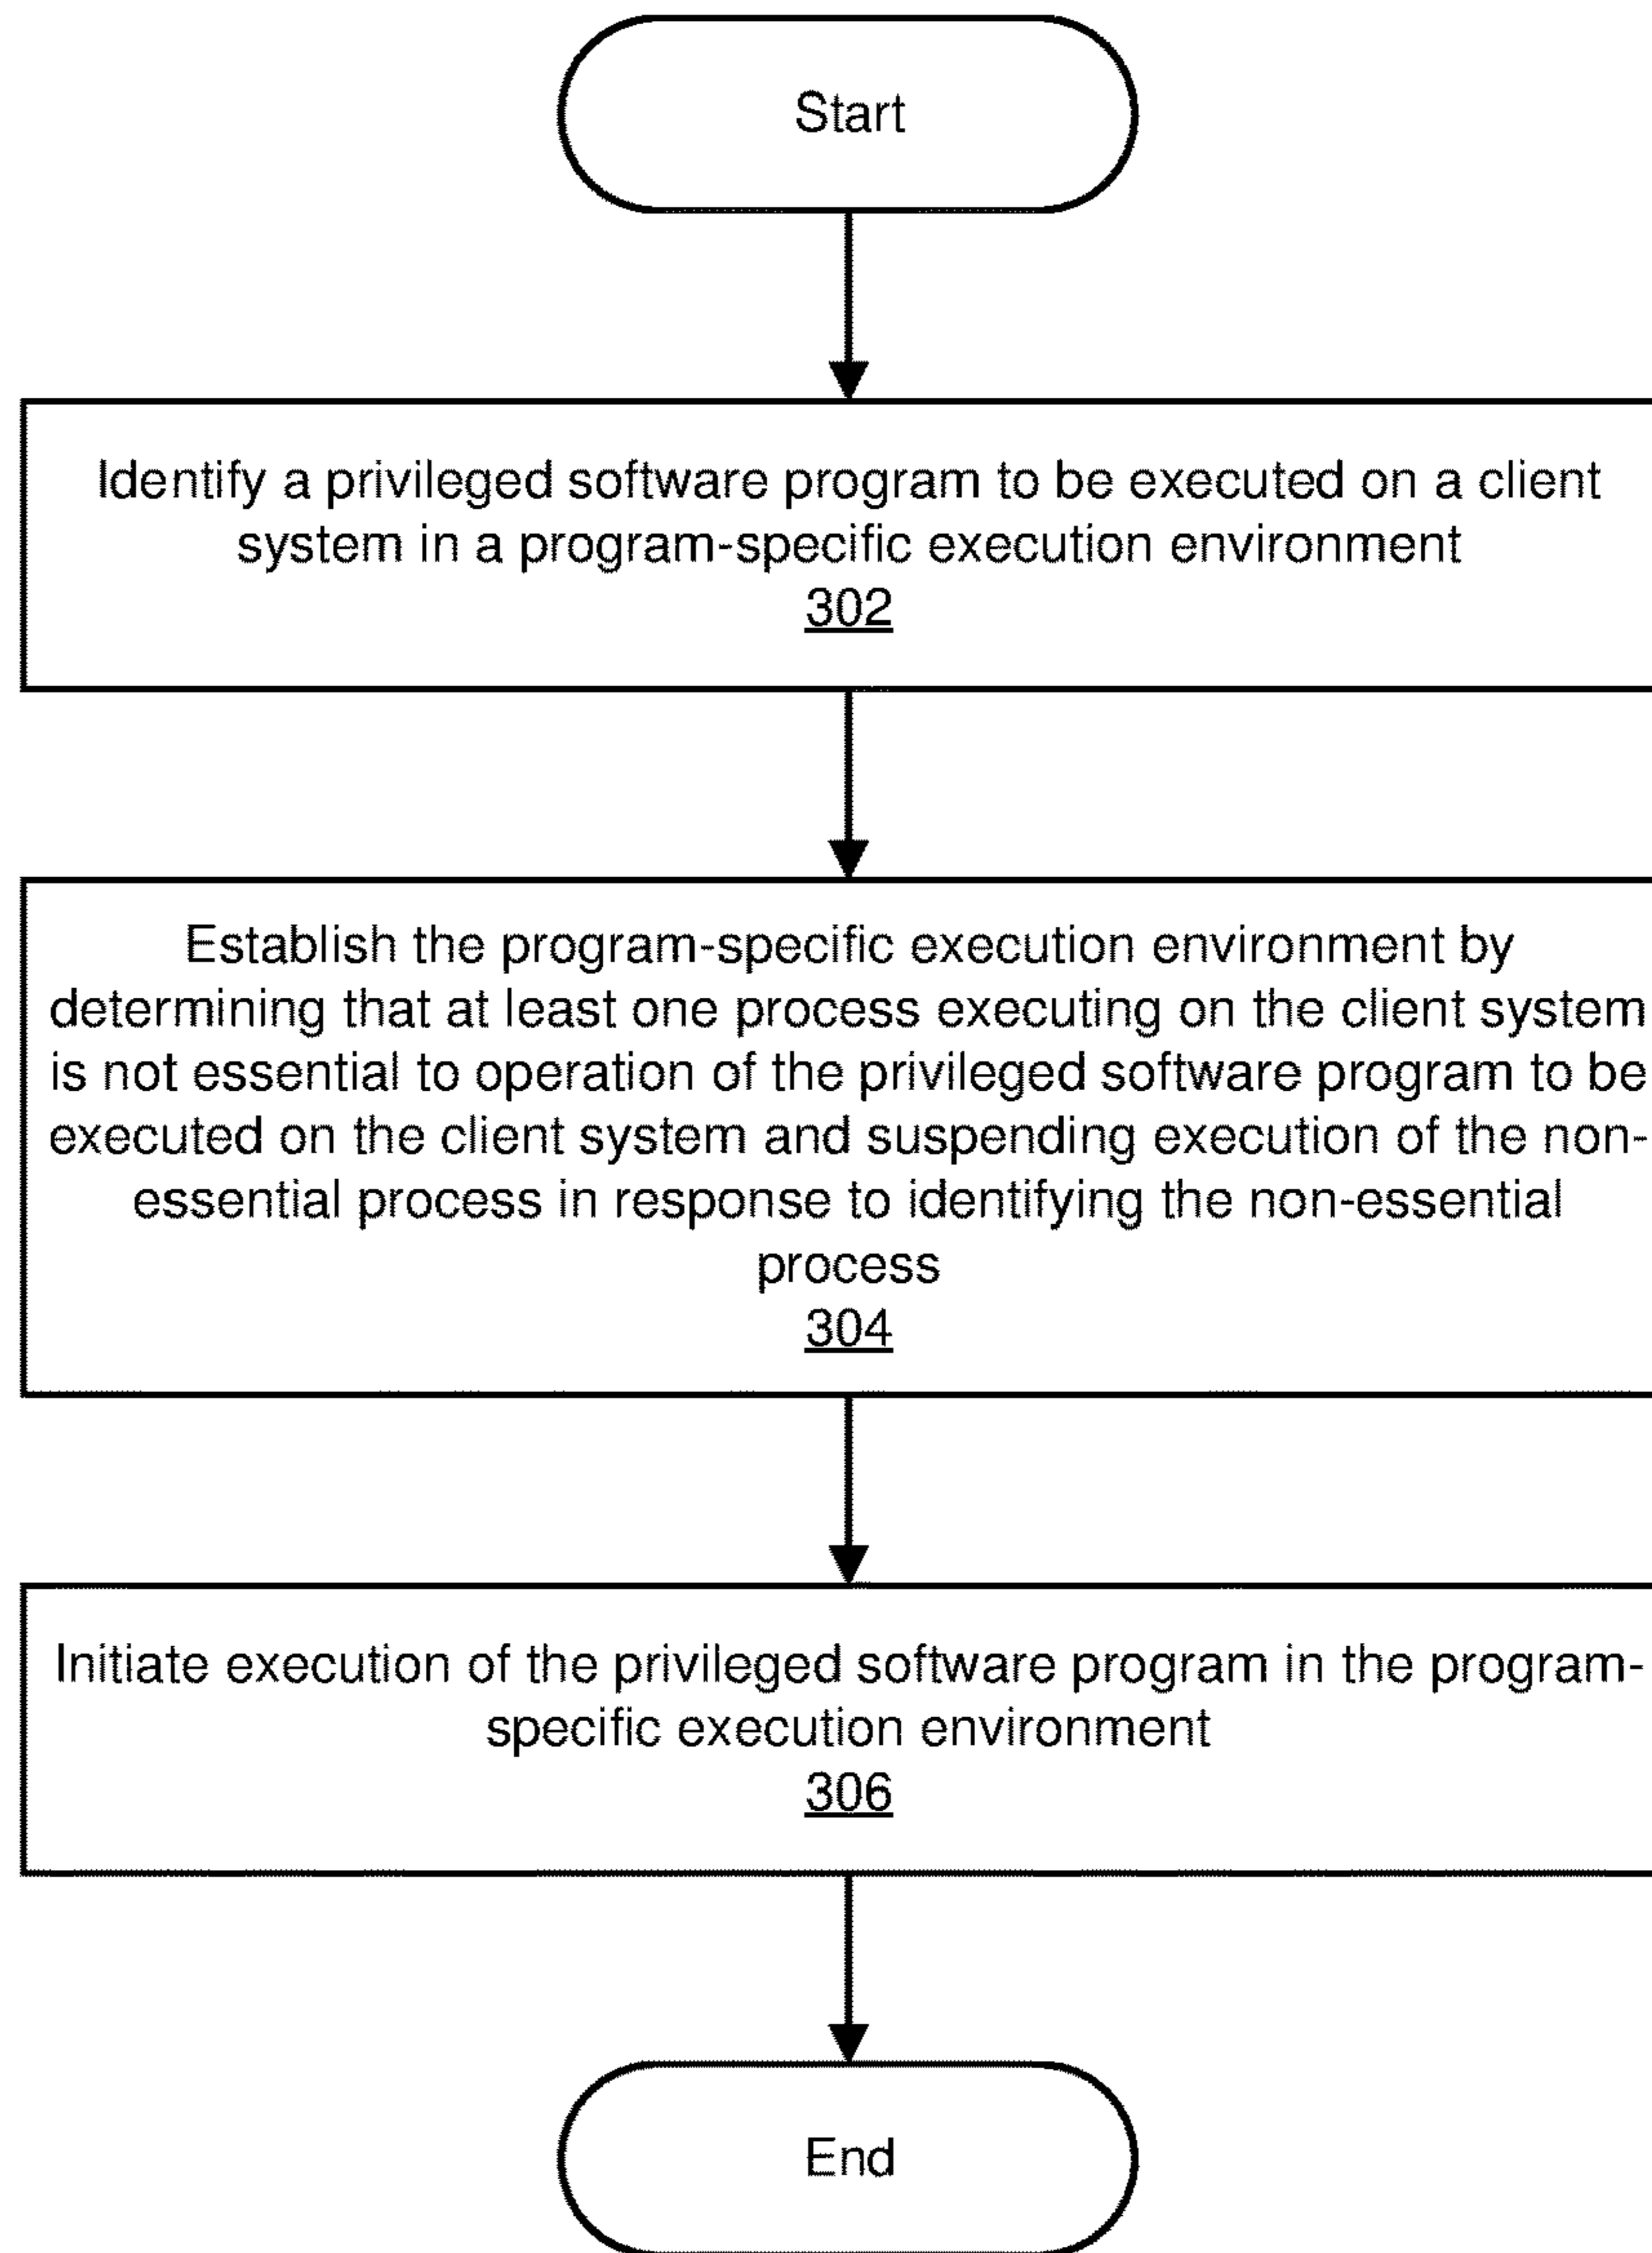 Start
Identify a privileged software program to be executed on a client
system in a program-specific execution environment
302
Establish the program-specific execution environment by
determining that at least one process executing on the client system
is not essential to operation of the privileged software program to be
executed on the client system and suspending execution of the non-
essential process in response to identifying the non-essential
process
304
Initiate execution of the privileged software program in the program-
specific execution environment
306
End